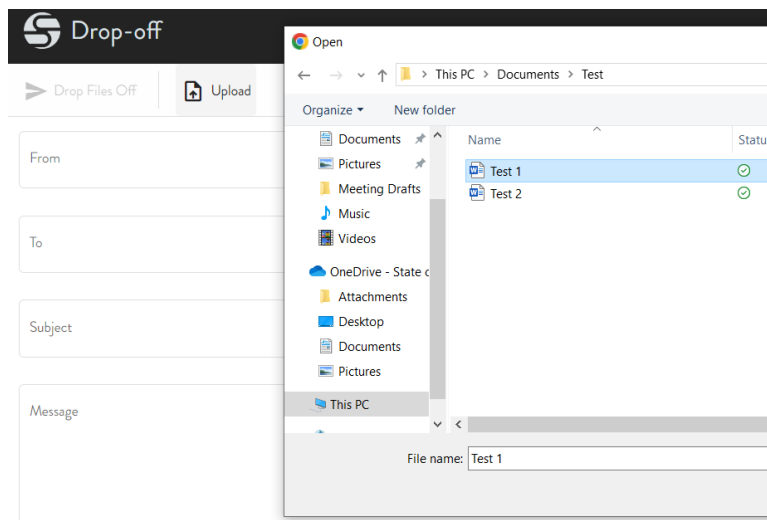 Drop-off
Drop Files Off
Upload
From
To
Subject
Message
Open
This PC > Documents > Test
Organize
New folder
Documents
Pictures
Meeting Drafts
Music
Videos
OneDrive - State
Attachments
Desktop
Documents
Pictures
This PC
Name
Statu
Test 1
Test 2
File name: Test 1